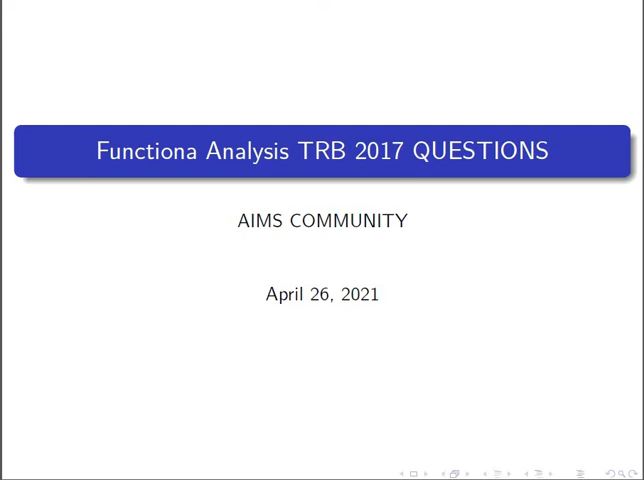 Functiona Analysis TRB 2017 QUESTIONS
AIMS COMMUNITY
April 26, 2021